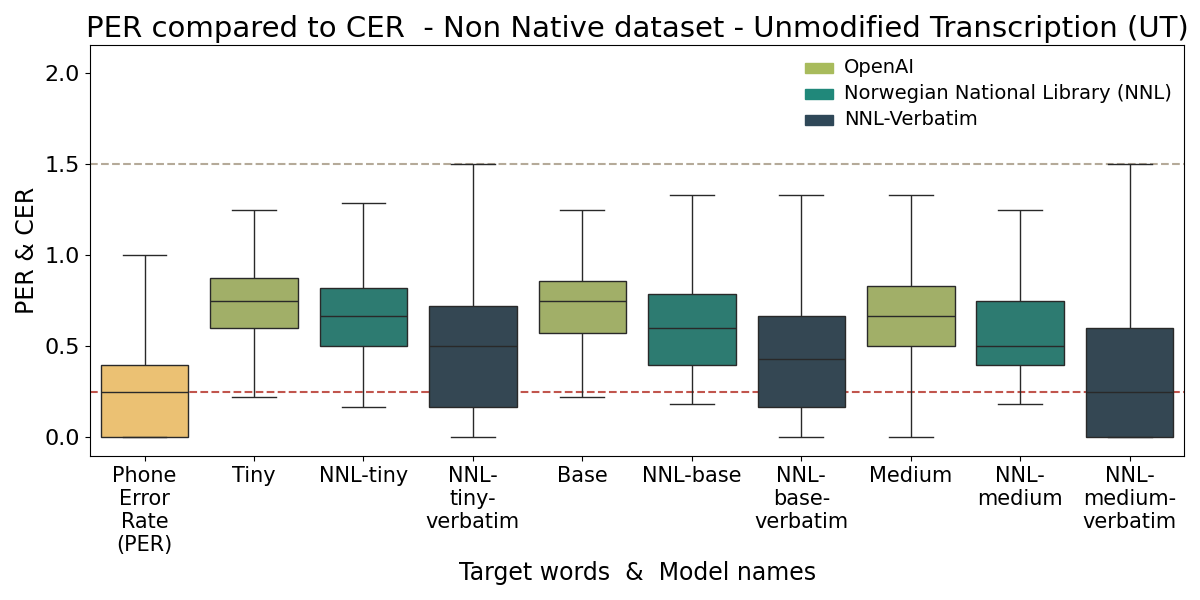 PER compared to CER  - Non Native dataset - Unmodified Transcription (UT)
OpenAI
Norwegian National Library (NNL)
NNL-Verbatim
PER & CER
2.0
1.5
1.0
0.5
0.0
Phone
Error
Rate
(PER)
Tiny
NNL-tiny
NNL-
tiny-
verbatim
Base
NNL-base
NNL-
base-
verbatim
Medium
NNL-
medium
NNL-
medium-
verbatim
Target words  &  Model names